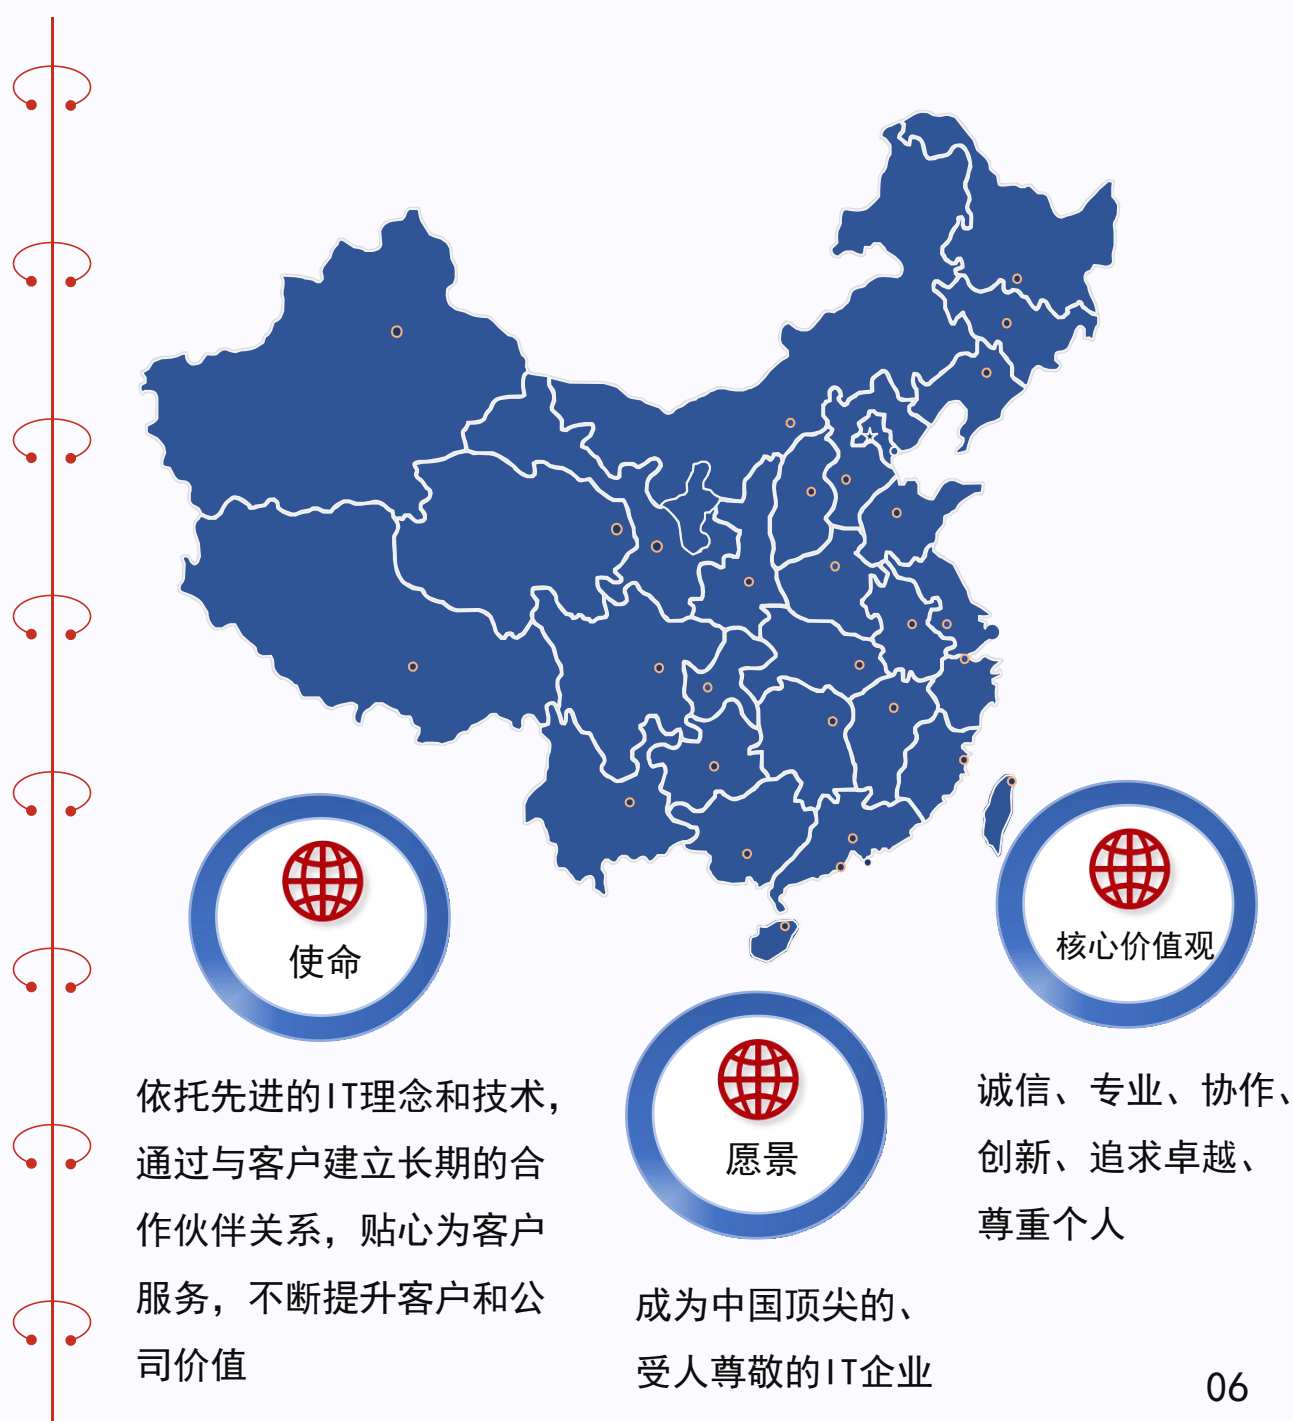 使命
依托先进的IT理念和技术，
通过与客户建立长期的合
作伙伴关系，贴心为客户
服务，不断提升客户和公
司价值
愿景
成为中国顶尖的、
受人尊敬的IT企业
核心价值观
诚信、专业、协作、
创新、追求卓越、
尊重个人
06